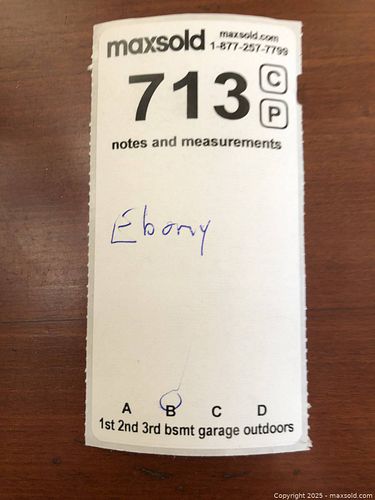 maxsold maxsold.com
1-877-257-7799
713 C
P
notes and measurements
Ebony
A B C D
1st 2nd 3rd bsmt garage outdoors
Copyright 2025 - maxsold.com